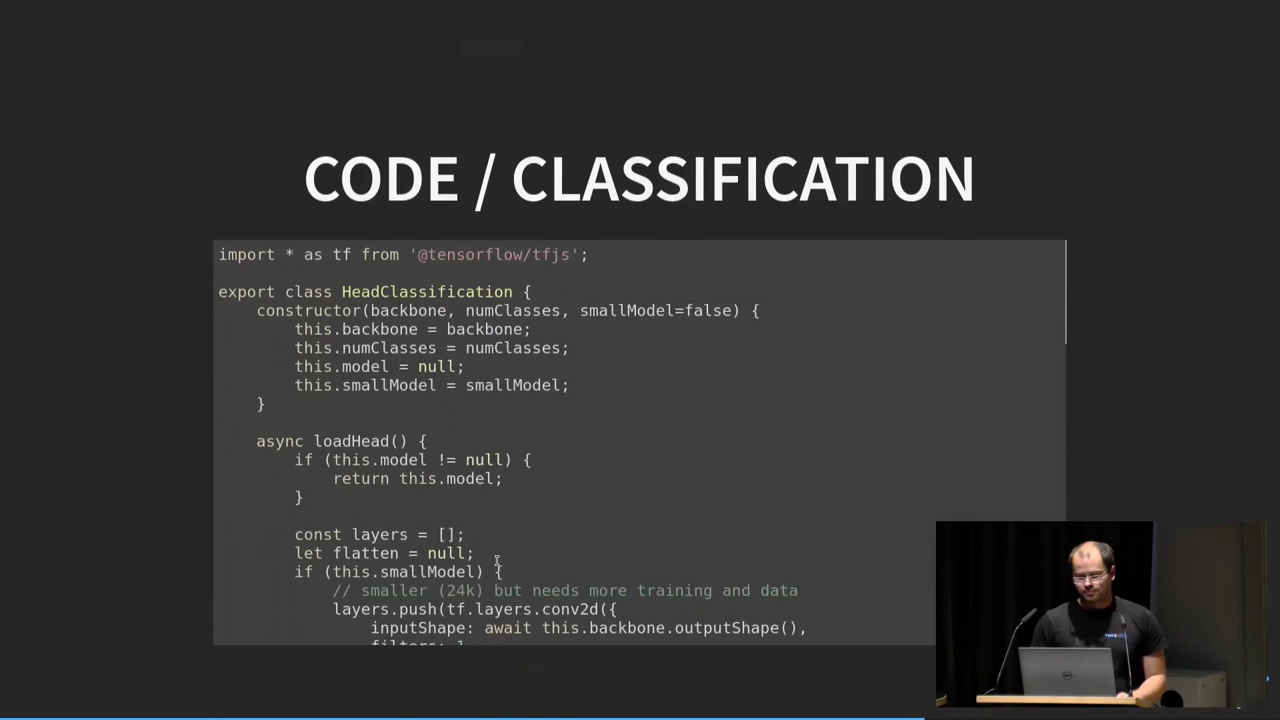 CODE / CLASSIFICATION
import * as tf from '@tensorflow/tfjs';
export class HeadClassification {
constructor(backbone, numClasses, smallModel=false) {
this.backbone = backbone;
this.numClasses = numClasses;
this.model = null;
this.smallModel = smallModel;
}
async loadHead() {
if (this.model != null) {
return this.model;
}
const layers = [];
let flatten = null;
if (this.smallModel) {
// smaller (24k) but needs more training and data
layers.push(tf.layers.conv2d({
inputShape: await this.backbone.outputShape(),
filters: 1